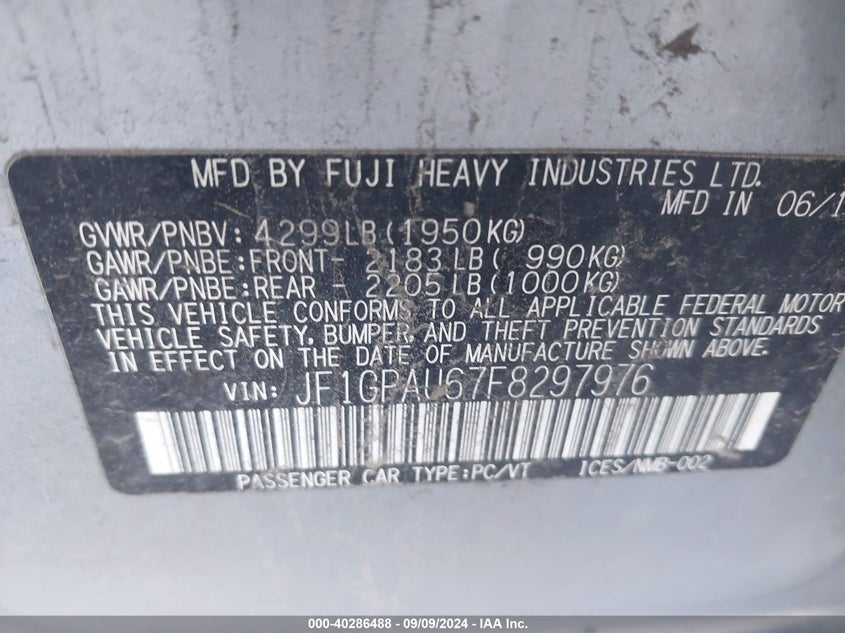 MFD BY FUJI HEAVY INDUSTRIES LTD.
MFD IN 06/1
GVWR/PNBV: 4299LB(1950KG)
GAWR/PNBE:FRONT- 2183LB( 990KG)
GAWR/PNBE:REAR - 2205LB(1000KG)
THIS VEHICLE CONFORMS TO ALL APPLICABLE FEDERAL MOTOR
VEHICLE SAFETY, BUMPER, AND THEFT PREVENTION STANDARDS
IN EFFECT ON THE DATE OF MANUFACTURE SHOWN ABOVE.
VIN: JF1GPAU67F8297976
PASSENGER CAR TYPE:PC/VT ICES/NMB-002
000-40286488 - 09/09/2024 - IAA Inc.